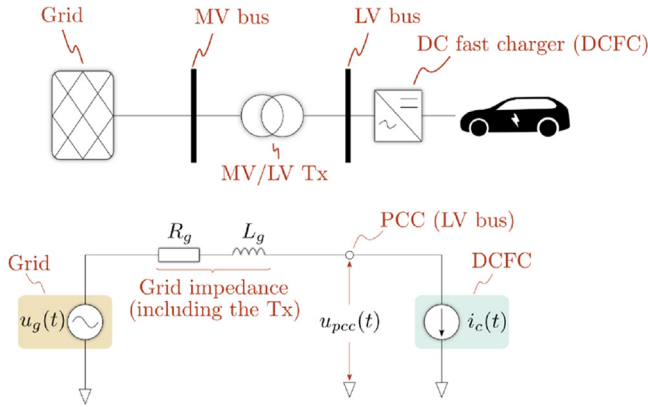 Grid
MV bus
LV bus
DC fast charger (DCFC)
MV/LV Tx
PCC (LV bus)
R_g
L_g
Grid
DCFC
Grid impedance
(including the Tx)
u_g(t)
u_pcc(t)
i_c(t)